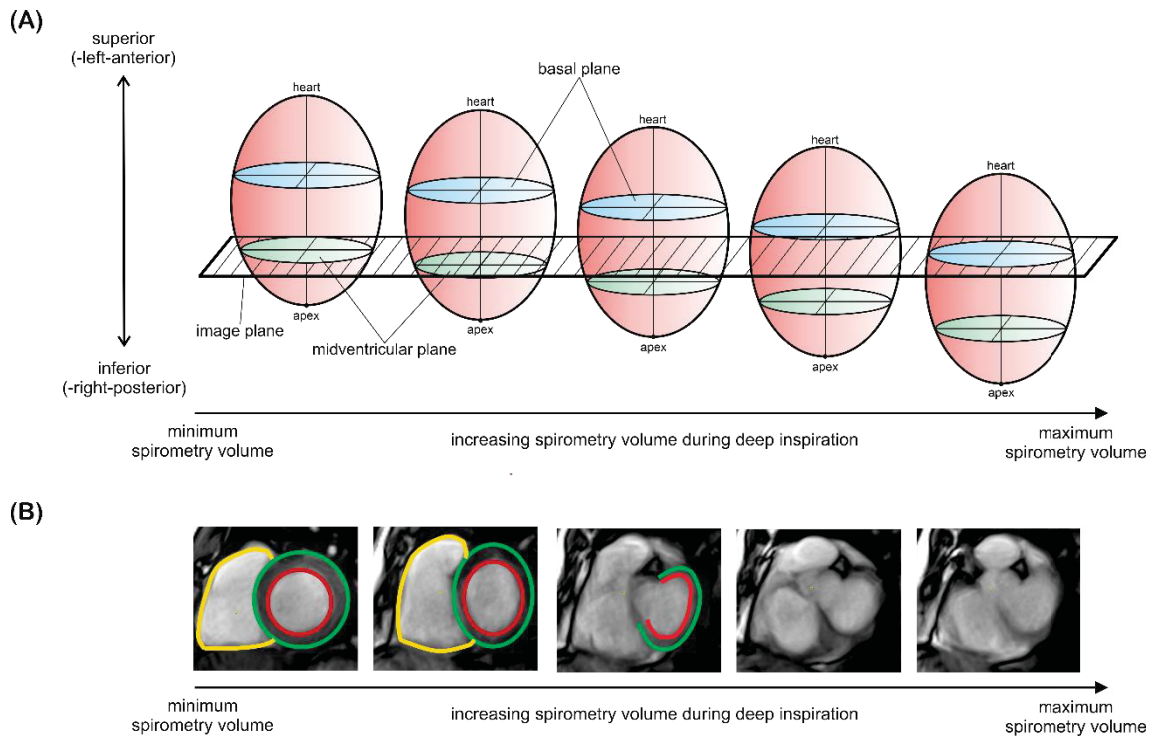 (A)
superior
(-left-anterior)
basal plane
heart
heart
heart
heart
heart
image plane
apex
midventricular plane
apex
apex
apex
apex
inferior
(-right-posterior)
minimum
spirometry volume
increasing spirometry volume during deep inspiration
maximum
spirometry volume
(B)
minimum
spirometry volume
increasing spirometry volume during deep inspiration
maximum
spirometry volume